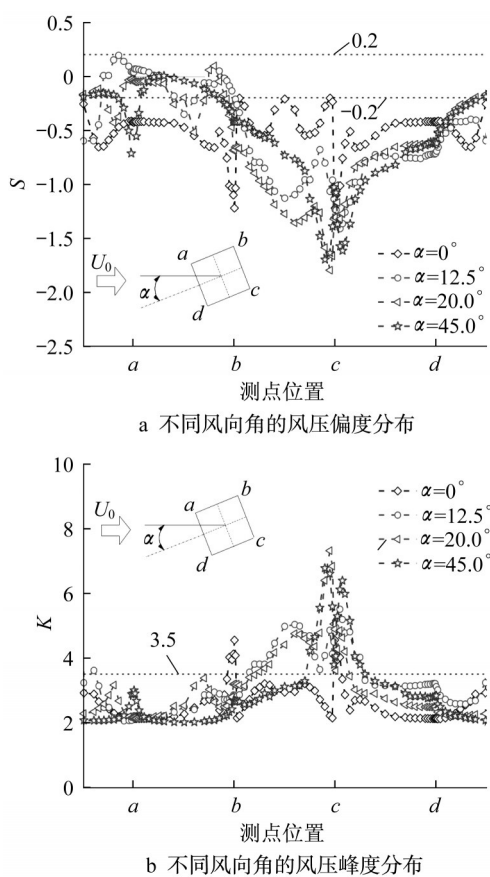 0.5
0.2
0
−0.2
−0.5
−1.0
S
−1.5
−2.0
−2.5
U₀
α
a
b
c
d
α=0°
α=12.5°
α=20.0°
α=45.0°
a b c d
测点位置
a 不同风向角的风压偏度分布
10
8
6
K
4
3.5
2
0
U₀
α
a
b
c
d
α=0°
α=12.5°
α=20.0°
α=45.0°
a b c d
测点位置
b 不同风向角的风压峰度分布